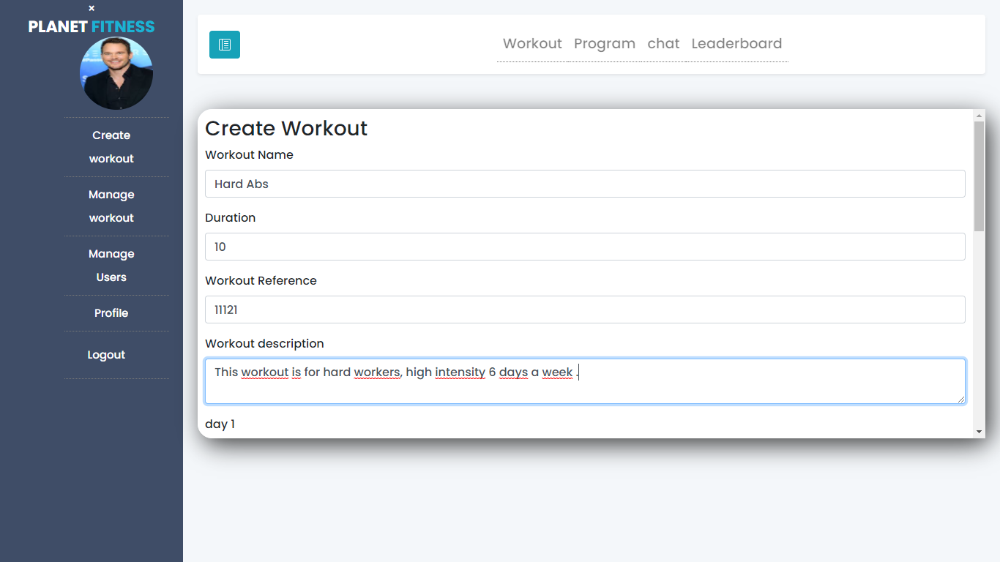 ×
PLANET FITNESS
Create
workout
Manage
workout
Manage
Users
Profile
Logout
Workout Program chat Leaderboard
Create Workout
Workout Name
Hard Abs
Duration
10
Workout Reference
11121
Workout description
This workout is for hard workers, high intensity 6 days a week .
day 1